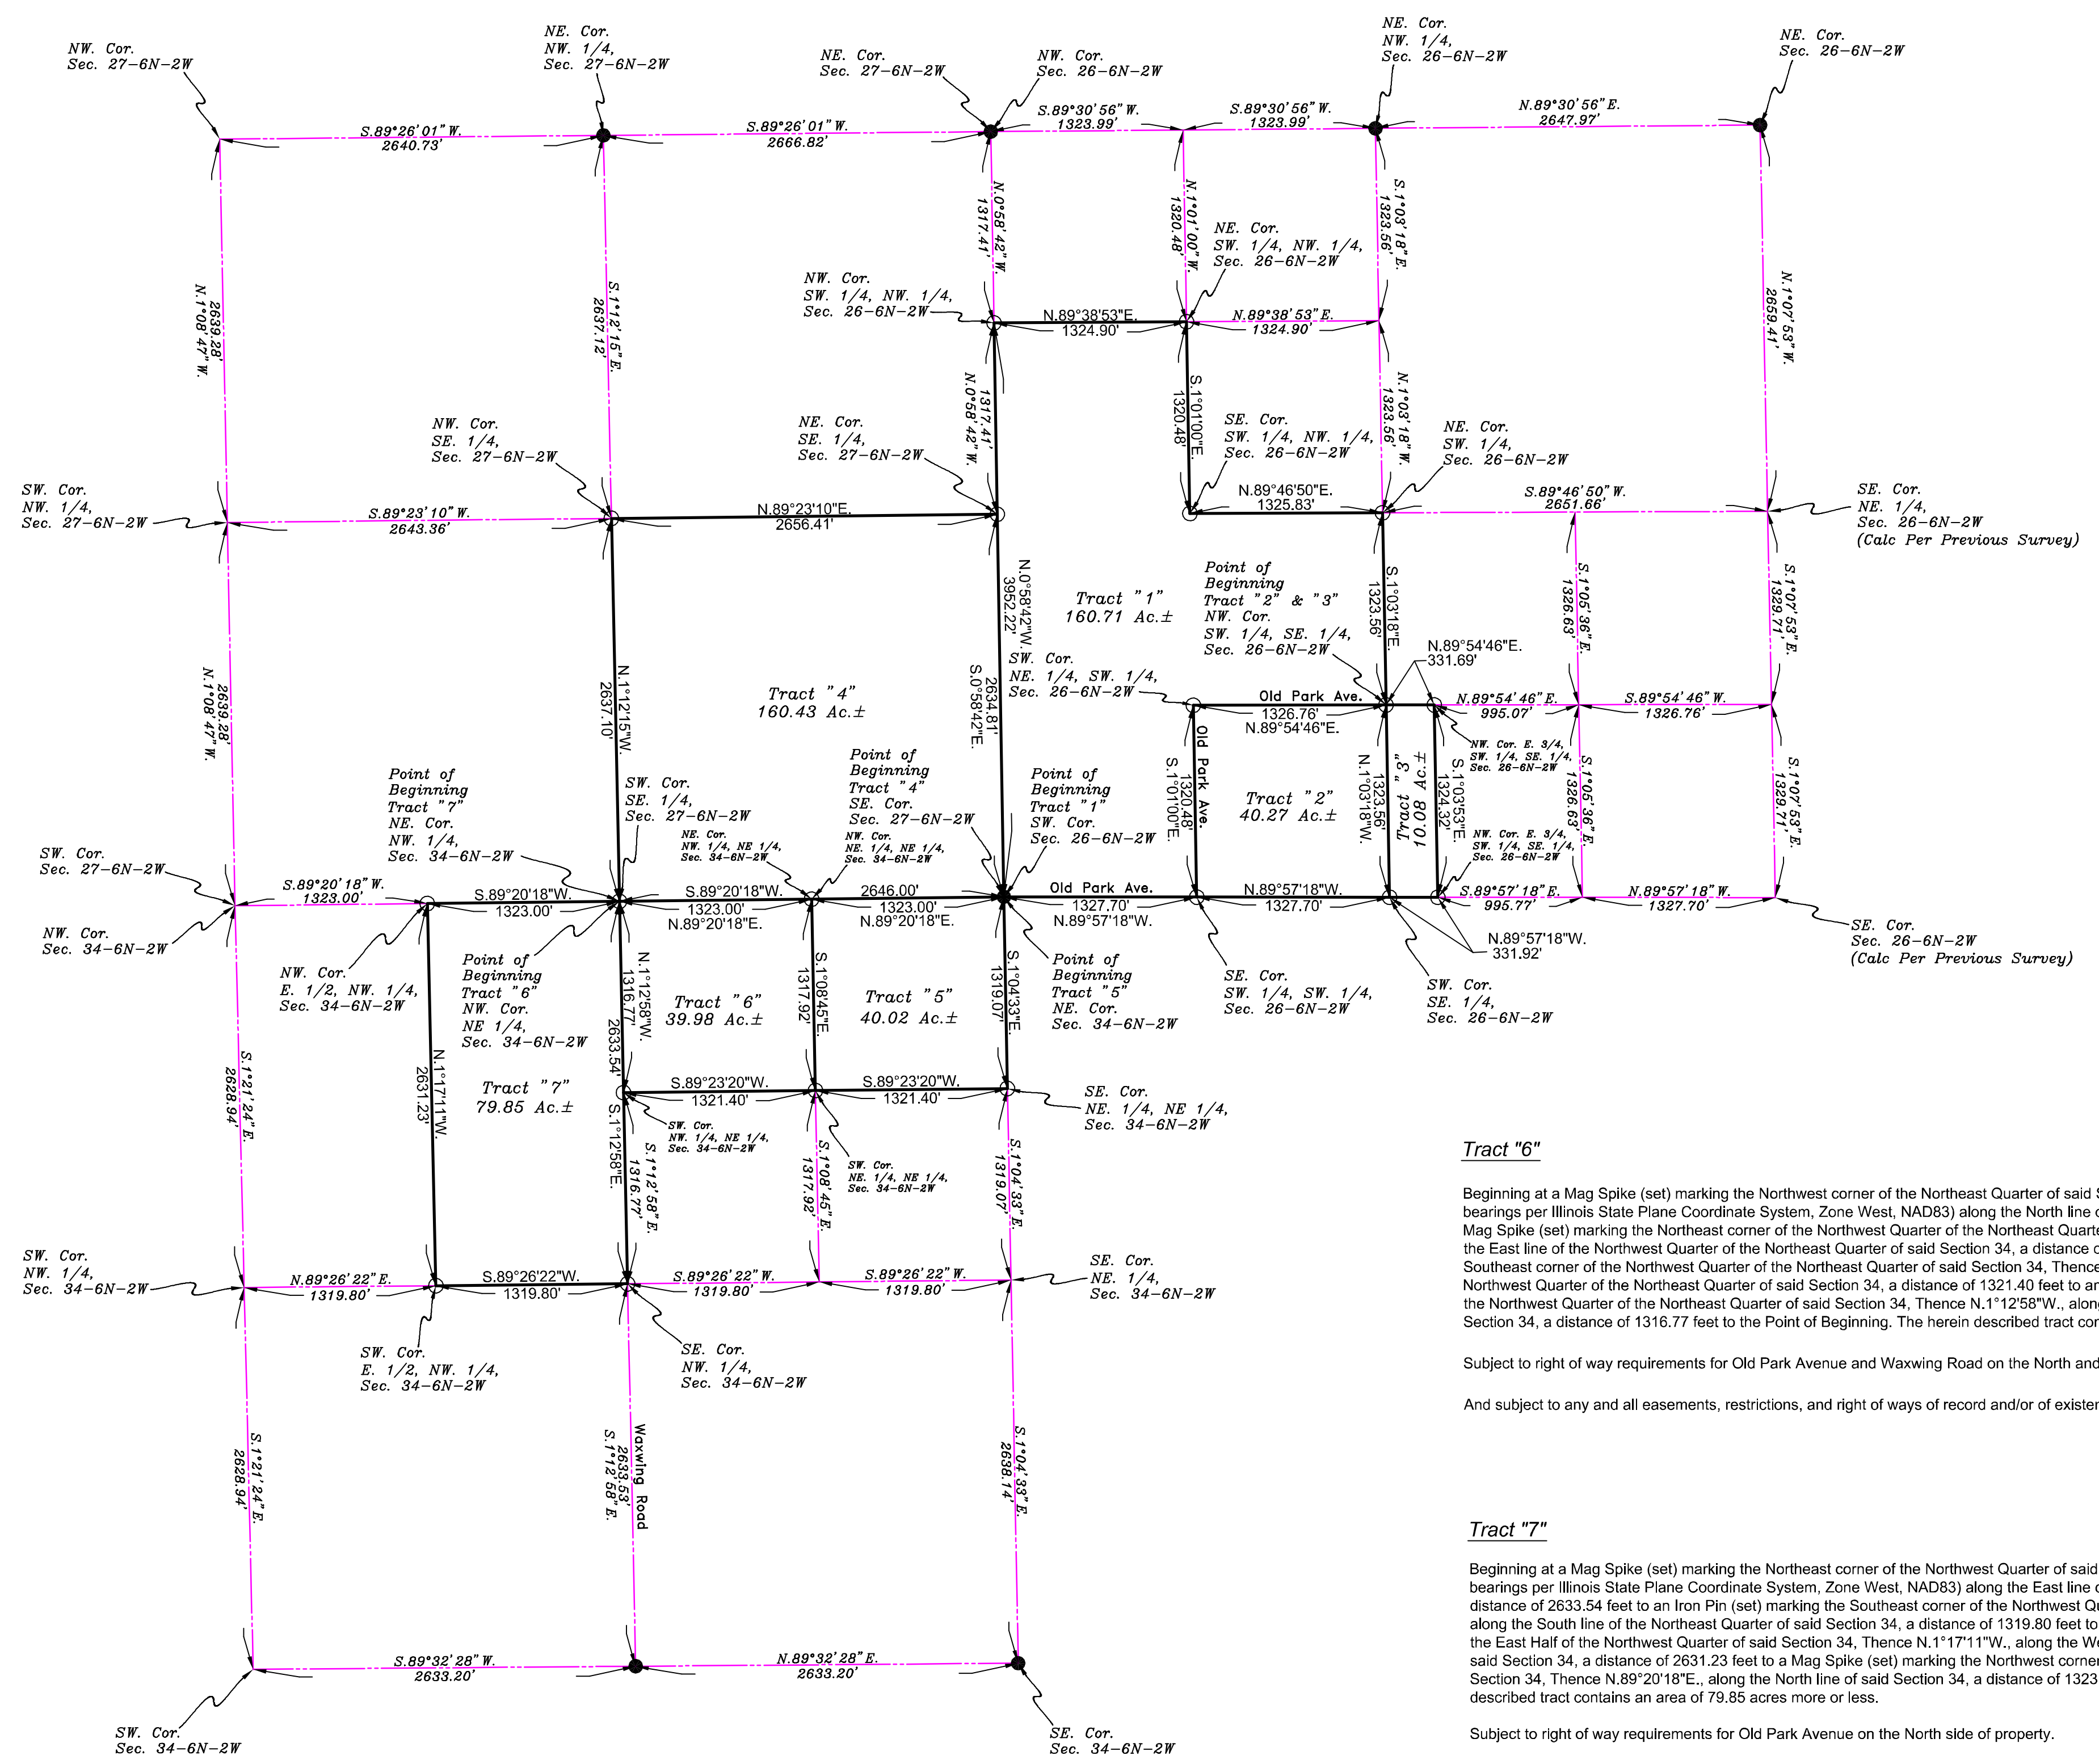 NW. Cor.
Sec. 27-6N-2W
NE. Cor.
NW. 1/4,
Sec. 27-6N-2W
NE. Cor.
Sec. 27-6N-2W
NW. Cor.
Sec. 26-6N-2W
NE. Cor.
NW. 1/4,
Sec. 26-6N-2W
NE. Cor.
Sec. 26-6N-2W
S.89°26'01"W.
2640.73'
S.89°26'01"W.
2666.82'
S.89°30'56"W.
1323.99'
S.89°30'56"W.
1323.99'
N.89°30'56"E.
2647.97'
N.1°08'47"W.
2639.28'
S.1°12'15"E.
2637.12'
N.0°58'42"W.
1317.41'
N.1°01'00"W.
1320.48'
S.1°03'18"E.
1323.56'
N.1°07'53"W.
2659.41'
NE. Cor.
SW. 1/4, NW. 1/4,
Sec. 26-6N-2W
NW. Cor.
SW. 1/4, NW. 1/4,
Sec. 26-6N-2W
N.89°38'53"E.
1324.90'
N.89°38'53"E.
1324.90'
1317.41'
N.0°58'42"W.
S.1°01'00"E.
1320.48'
N.1°03'18"W.
1323.56'
NW. Cor.
SE. 1/4,
Sec. 27-6N-2W
NE. Cor.
SE. 1/4,
Sec. 27-6N-2W
SE. Cor.
SW. 1/4, NW. 1/4,
Sec. 26-6N-2W
NE. Cor.
SW. 1/4,
Sec. 26-6N-2W
SW. Cor.
NW. 1/4,
Sec. 27-6N-2W
SE. Cor.
NE. 1/4,
Sec. 26-6N-2W
(Calc Per Previous Survey)
S.89°23'10"W.
2643.36'
N.89°23'10"E.
2656.41'
N.89°46'50"E.
1325.83'
S.89°46'50"W.
2651.66'
N.0°58'42"W.
3952.22'
Tract "1"
160.71 Ac.±
Point of
Beginning
Tract "2" & "3"
NW. Cor.
SW. 1/4, SE. 1/4,
Sec. 26-6N-2W
S.1°03'18"E.
1323.56'
S.1°05'36"E.
1326.63'
S.1°07'53"E.
1329.71'
N.89°54'46"E.
331.69'
SW. Cor.
NE. 1/4, SW. 1/4,
Sec. 26-6N-2W
2639.28'
N.1°08'47"W.
N.1°12'15"W.
2637.10'
Tract "4"
160.43 Ac.±
2634.81'
S.0°58'42"E.
Old Park Ave.
1326.76'
N.89°54'46"E.
N.89°54'46"E.
995.07'
S.89°54'46"W.
1326.76'
Old Park Ave.
1320.48'
S.1°01'00"E.
Tract "2"
40.27 Ac.±
1323.56'
N.1°03'18"W.
Tract "3"
10.08 Ac.±
S.1°03'53"E.
1324.32'
NW. Cor. E. 3/4,
SW. 1/4, SE. 1/4,
Sec. 26-6N-2W
S.1°05'36"E.
1326.63'
S.1°07'53"E.
1329.71'
Point of
Beginning
Tract "7"
NE. Cor.
NW. 1/4,
Sec. 34-6N-2W
SW. Cor.
SE. 1/4,
Sec. 27-6N-2W
NE. Cor.
NW. 1/4, NE 1/4,
Sec. 34-6N-2W
Point of
Beginning
Tract "4"
SE. Cor.
Sec. 27-6N-2W
NW. Cor.
NE. 1/4, NE 1/4,
Sec. 34-6N-2W
Point of
Beginning
Tract "1"
SW. Cor.
Sec. 26-6N-2W
NW. Cor. E. 3/4,
SW. 1/4, SE. 1/4,
Sec. 26-6N-2W
SW. Cor.
Sec. 27-6N-2W
NW. Cor.
Sec. 34-6N-2W
S.89°20'18"W.
1323.00'
S.89°20'18"W.
1323.00'
S.89°20'18"W.
1323.00'
N.89°20'18"E.
2646.00'
1323.00'
N.89°20'18"E.
Old Park Ave.
1327.70'
N.89°57'18"W.
N.89°57'18"W.
1327.70'
S.89°57'18"E.
995.77'
N.89°57'18"W.
1327.70'
N.89°57'18"W.
331.92'
SE. Cor.
Sec. 26-6N-2W
(Calc Per Previous Survey)
NW. Cor.
E. 1/2, NW. 1/4,
Sec. 34-6N-2W
Point of
Beginning
Tract "6"
NW. Cor.
NE 1/4,
Sec. 34-6N-2W
N.1°12'58"W.
1316.77'
2633.54'
S.1°12'58"E.
Tract "6"
39.98 Ac.±
S.1°08'45"E.
1317.92'
Tract "5"
40.02 Ac.±
S.1°04'33"E.
1319.07'
Point of
Beginning
Tract "5"
NE. Cor.
Sec. 34-6N-2W
SE. Cor.
SW. 1/4, SW. 1/4,
Sec. 26-6N-2W
SW. Cor.
SE. 1/4,
Sec. 26-6N-2W
S.1°21'24"E.
2628.94'
N.1°17'11"W.
2631.23'
Tract "7"
79.85 Ac.±
S.89°23'20"W.
1321.40'
S.89°23'20"W.
1321.40'
SE. Cor.
NE. 1/4, NE 1/4,
Sec. 34-6N-2W
SW. Cor.
NW. 1/4, NE 1/4,
Sec. 34-6N-2W
SW. Cor.
NE. 1/4, NE 1/4,
Sec. 34-6N-2W
S.1°12'58"E.
1316.77'
S.1°08'45"E.
1317.92'
S.1°04'33"E.
1319.07'
SW. Cor.
NW. 1/4,
Sec. 34-6N-2W
N.89°26'22"E.
1319.80'
S.89°26'22"W.
1319.80'
S.89°26'22"W.
1319.80'
S.89°26'22"W.
1319.80'
SE. Cor.
NE. 1/4,
Sec. 34-6N-2W
SW. Cor.
E. 1/2, NW. 1/4,
Sec. 34-6N-2W
SE. Cor.
NW. 1/4,
Sec. 34-6N-2W
S.1°21'24"E.
2628.94'
Waxwing Road
2633.53'
S.1°12'58"E.
S.1°04'33"E.
2638.14'
S.89°32'28"W.
2633.20'
N.89°32'28"E.
2633.20'
SW. Cor.
Sec. 34-6N-2W
SE. Cor.
Sec. 34-6N-2W
Tract "6"
Beginning at a Mag Spike (set) marking the Northwest corner of the Northeast Quarter of said S
bearings per Illinois State Plane Coordinate System, Zone West, NAD83) along the North line o
Mag Spike (set) marking the Northeast corner of the Northwest Quarter of the Northeast Quarte
the East line of the Northwest Quarter of the Northeast Quarter of said Section 34, a distance o
Southeast corner of the Northwest Quarter of the Northeast Quarter of said Section 34, Thence
Northwest Quarter of the Northeast Quarter of said Section 34, a distance of 1321.40 feet to an
the Northwest Quarter of the Northeast Quarter of said Section 34, Thence N.1°12'58"W., along
Section 34, a distance of 1316.77 feet to the Point of Beginning. The herein described tract con
Subject to right of way requirements for Old Park Avenue and Waxwing Road on the North and
And subject to any and all easements, restrictions, and right of ways of record and/or of existen
Tract "7"
Beginning at a Mag Spike (set) marking the Northeast corner of the Northwest Quarter of said
bearings per Illinois State Plane Coordinate System, Zone West, NAD83) along the East line o
distance of 2633.54 feet to an Iron Pin (set) marking the Southeast corner of the Northwest Qu
along the South line of the Northeast Quarter of said Section 34, a distance of 1319.80 feet to
the East Half of the Northwest Quarter of said Section 34, Thence N.1°17'11"W., along the We
said Section 34, a distance of 2631.23 feet to a Mag Spike (set) marking the Northwest corner
Section 34, Thence N.89°20'18"E., along the North line of said Section 34, a distance of 1323
described tract contains an area of 79.85 acres more or less.
Subject to right of way requirements for Old Park Avenue on the North side of property.